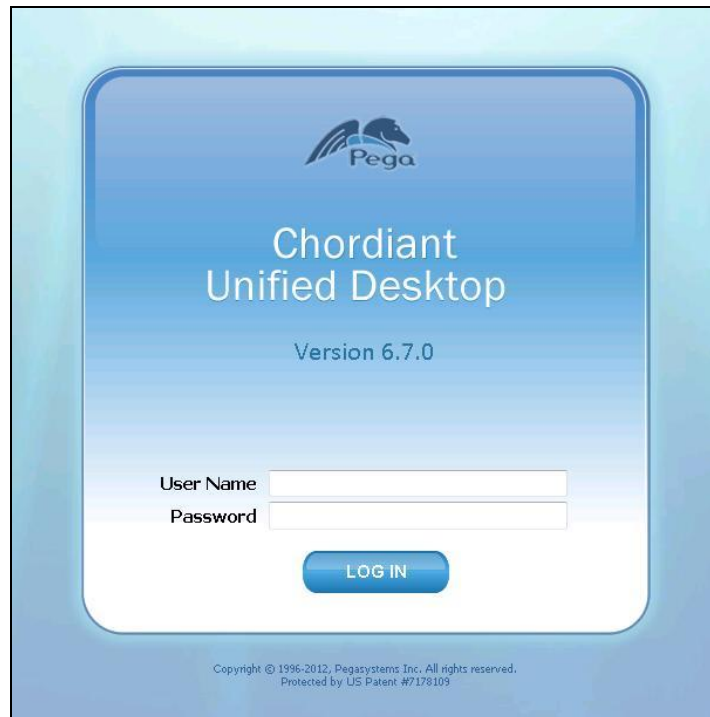 Pega
Chordiant
Unified Desktop
Version 6.7.0
User Name
Password
LOG IN
Copyright © 1996-2012, Pegasystems Inc. All rights reserved.
Protected by US Patent #7178109